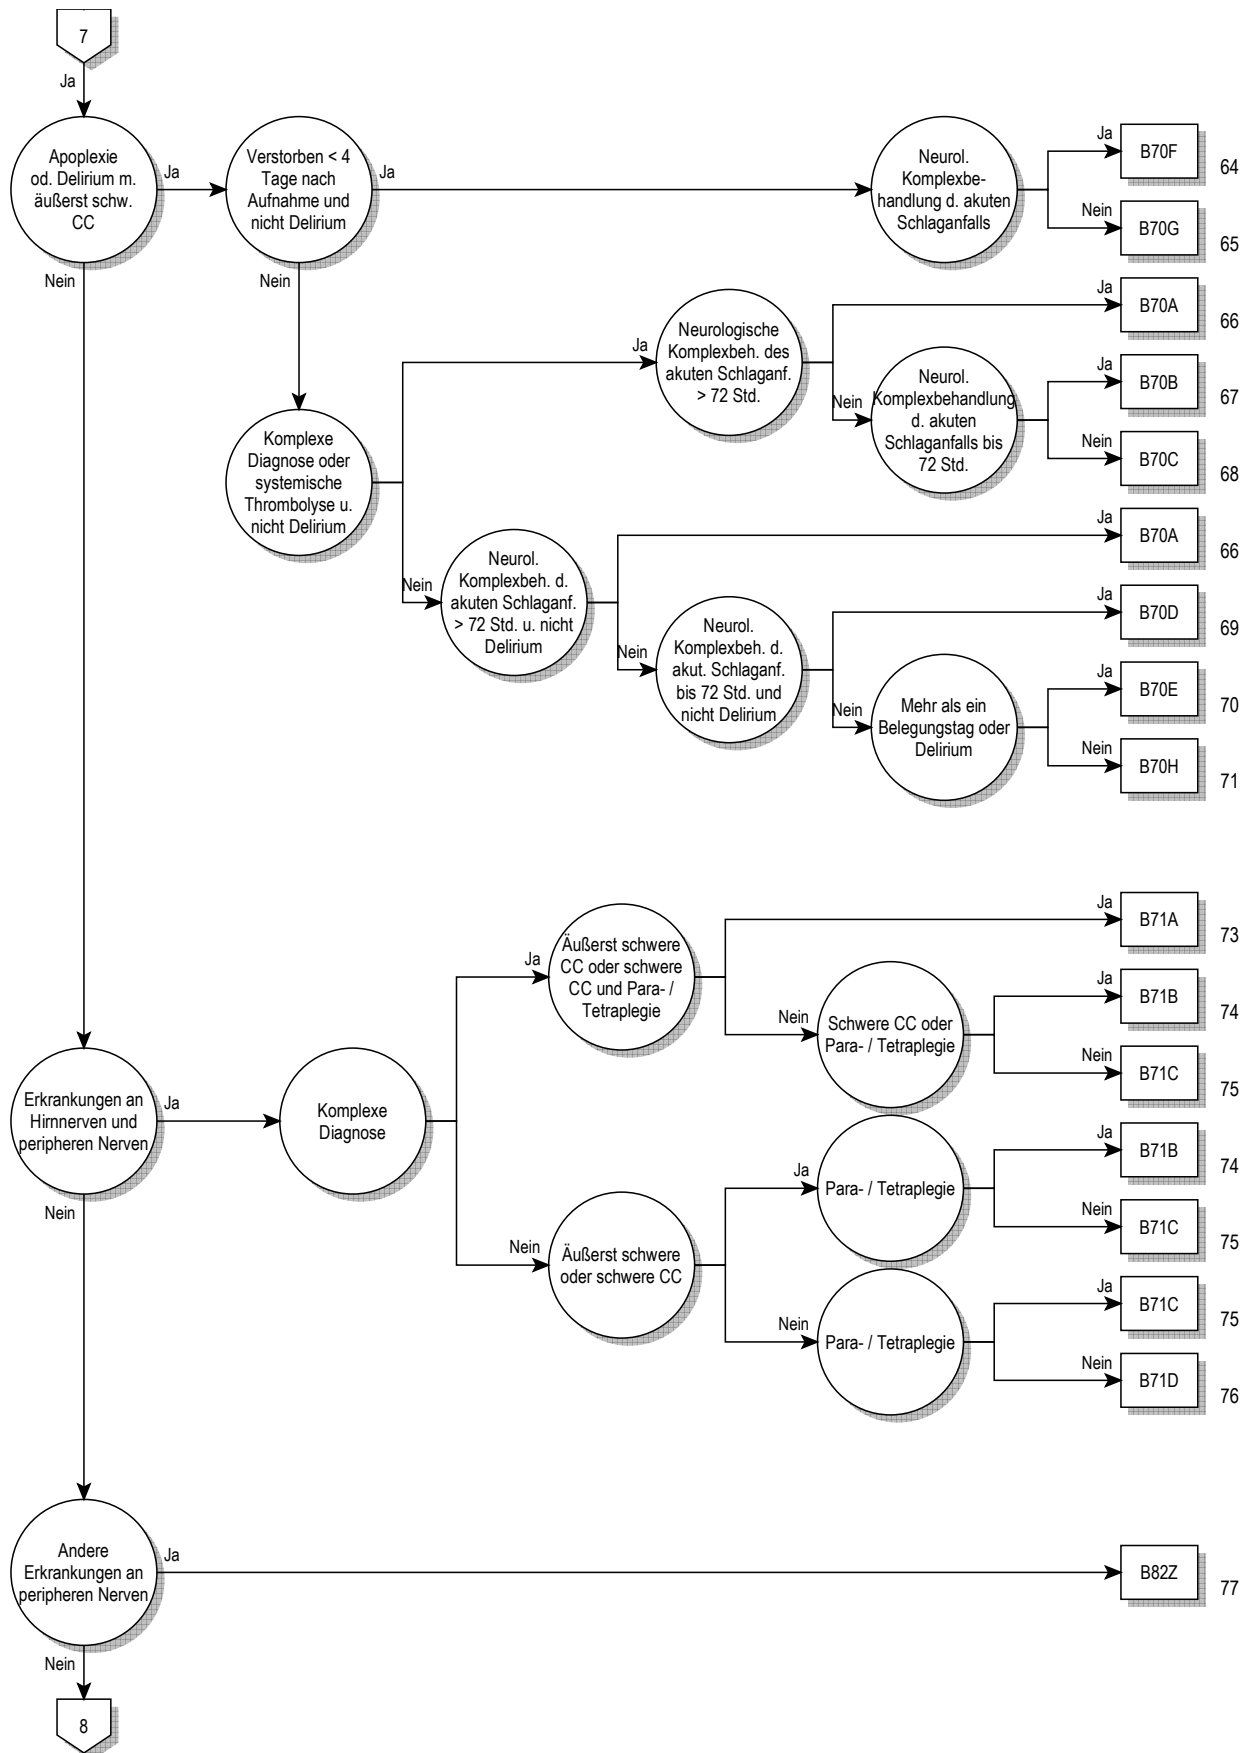 7
Ja
Apoplexie
od. Delirium m.
äußerst schw.
CC
Ja
Verstorben < 4
Tage nach
Aufnahme und
nicht Delirium
Ja
Neurol.
Komplexbe-
handlung d. akuten
Schlaganfalls
Ja
B70F
64
Nein
B70G
65
Nein
Nein
Komplexe
Diagnose oder
systemische
Thrombolyse u.
nicht Delirium
Ja
Neurologische
Komplexbeh. des
akuten Schlaganf.
> 72 Std.
Ja
B70A
66
Nein
Neurol.
Komplexbehandlung
d. akuten
Schlaganfalls bis
72 Std.
Ja
B70B
67
Nein
B70C
68
Nein
Neurol.
Komplexbeh. d.
akuten Schlaganf.
> 72 Std. u. nicht
Delirium
Ja
B70A
66
Nein
Neurol.
Komplexbeh. d.
akut. Schlaganf.
bis 72 Std. und
nicht Delirium
Ja
B70D
69
Nein
Mehr als ein
Belegungstag oder
Delirium
Ja
B70E
70
Nein
B70H
71
Erkrankungen an
Hirnnerven und
peripheren Nerven
Ja
Komplexe
Diagnose
Ja
Äußerst schwere
CC oder schwere
CC und Para- /
Tetraplegie
Ja
B71A
73
Nein
Schwere CC oder
Para- / Tetraplegie
Ja
B71B
74
Nein
B71C
75
Nein
Äußerst schwere
oder schwere CC
Ja
Para- / Tetraplegie
Ja
B71B
74
Nein
B71C
75
Nein
Para- / Tetraplegie
Ja
B71C
75
Nein
B71D
76
Nein
Andere
Erkrankungen an
peripheren Nerven
Ja
B82Z
77
Nein
8